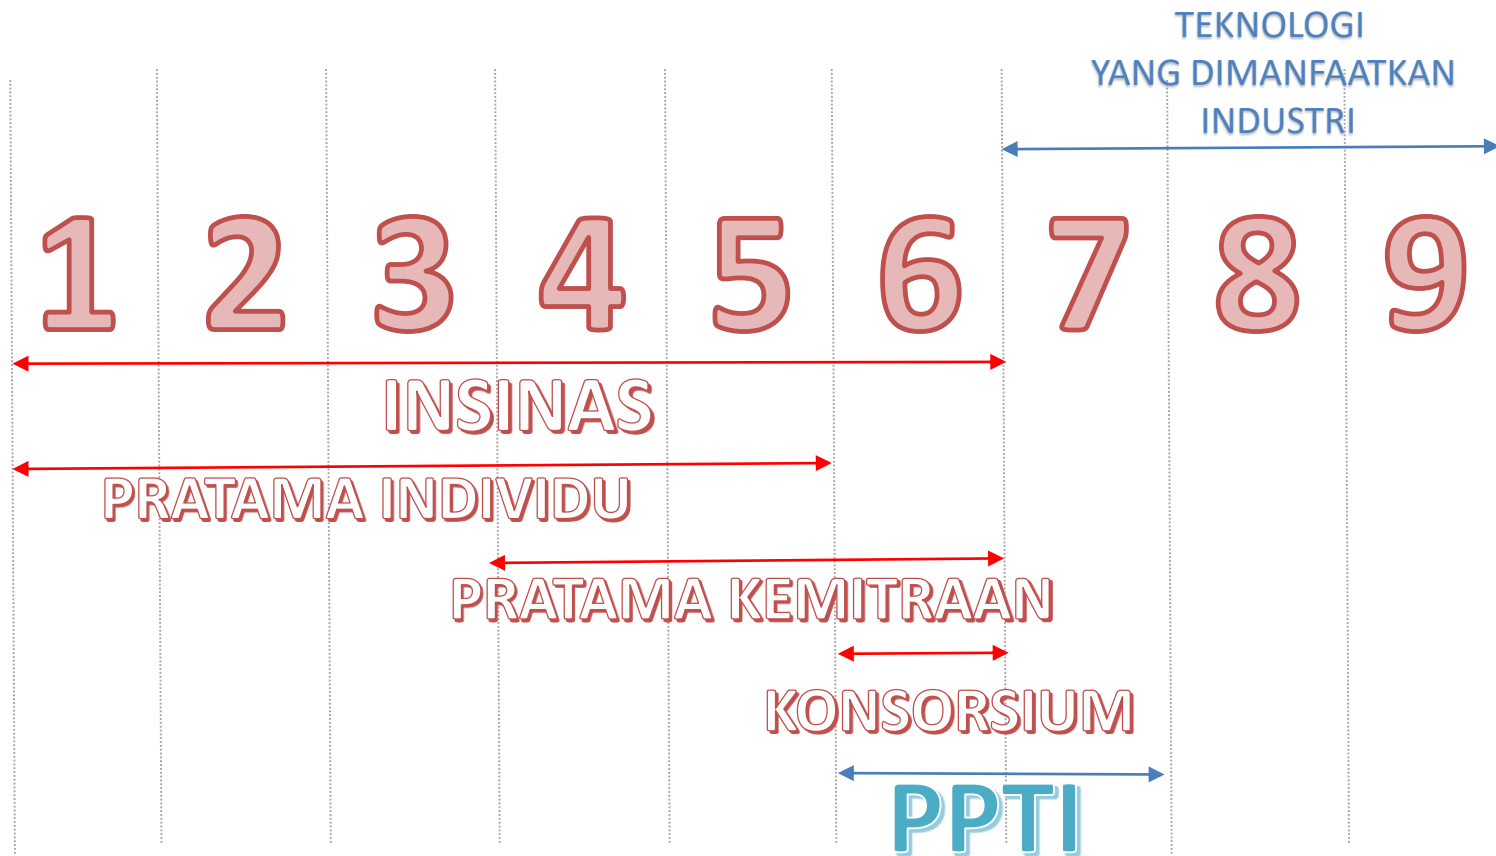 TEKNOLOGI
YANG DIMANFAATKAN
INDUSTRI
1 2 3 4 5 6 7 8 9
INSINAS
PRATAMA INDIVIDU
PRATAMA KEMITRAAN
KONSORSIUM
PPTI